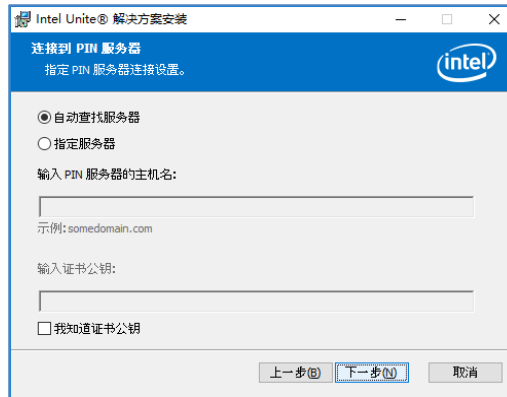 Intel Unite® 解决方案安装
连接到 PIN 服务器
指定 PIN 服务器连接设置。
intel
自动查找服务器
指定服务器
输入 PIN 服务器的主机名:
示例: somedomain.com
输入证书公钥:
我知道证书公钥
上一步(B) 下一步(N) 取消